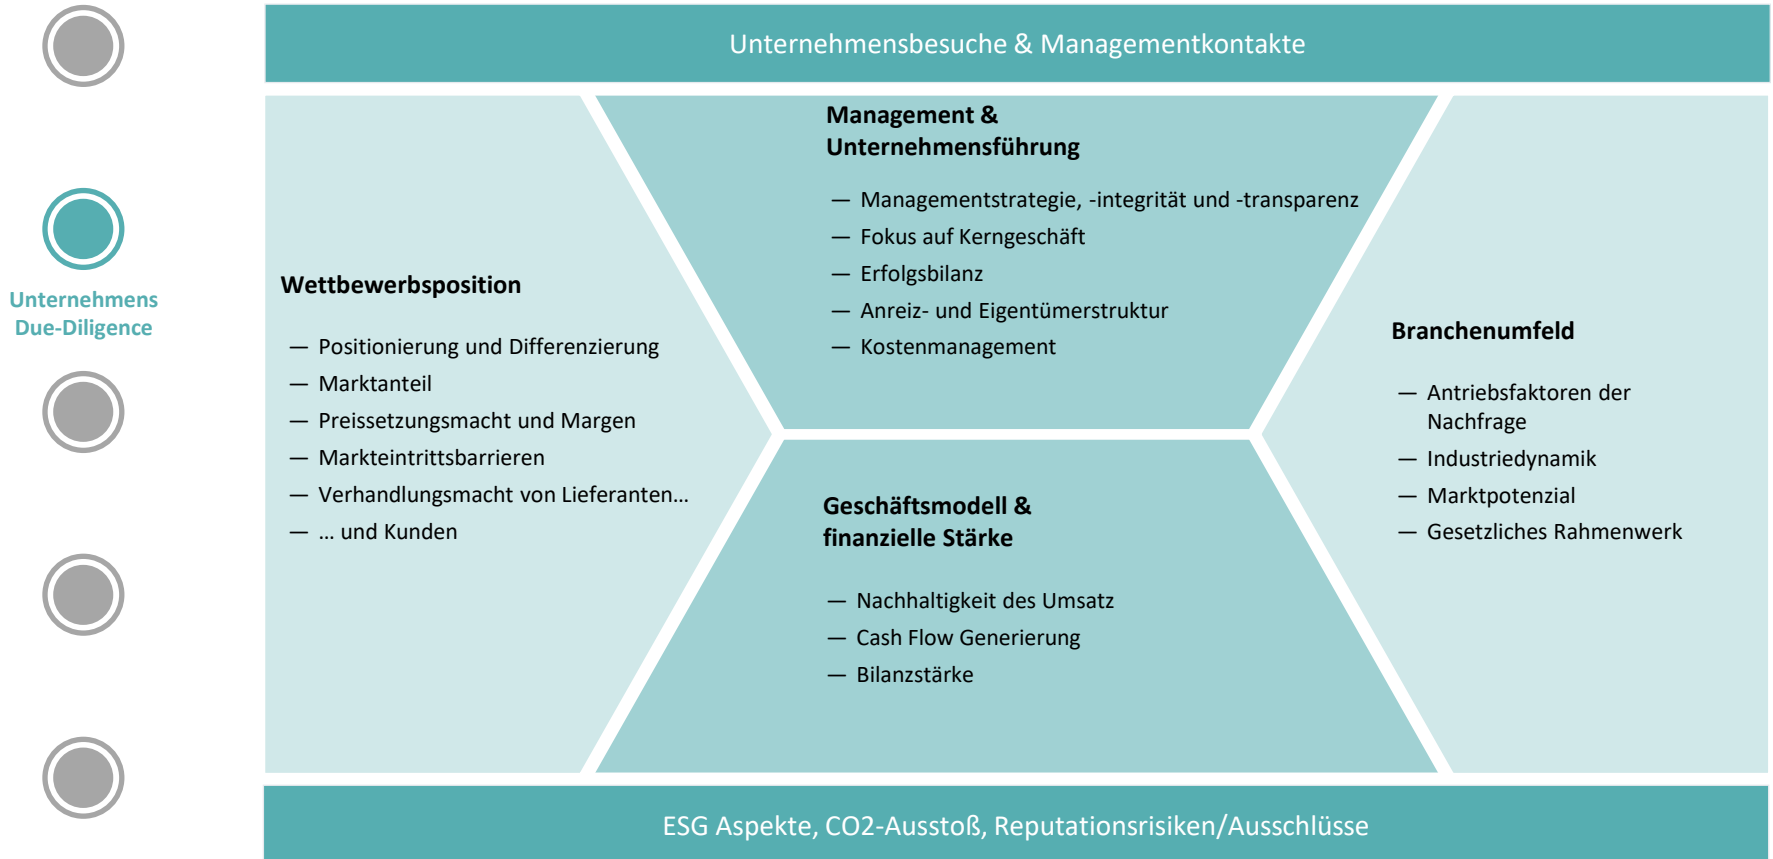 Unternehmensbesuche & Managementkontakte
Unternehmens
Due-Diligence
Wettbewerbsposition
— Positionierung und Differenzierung
— Marktanteil
— Preissetzungsmacht und Margen
— Markteintrittsbarrieren
— Verhandlungsmacht von Lieferanten…
— … und Kunden
Management &
Unternehmensführung
— Managementstrategie, -integrität und -transparenz
— Fokus auf Kerngeschäft
— Erfolgsbilanz
— Anreiz- und Eigentümerstruktur
— Kostenmanagement
Geschäftsmodell &
finanzielle Stärke
— Nachhaltigkeit des Umsatz
— Cash Flow Generierung
— Bilanzstärke
Branchenumfeld
— Antriebsfaktoren der
Nachfrage
— Industriedynamik
— Marktpotenzial
— Gesetzliches Rahmenwerk
ESG Aspekte, CO2-Ausstoß, Reputationsrisiken/Ausschlüsse